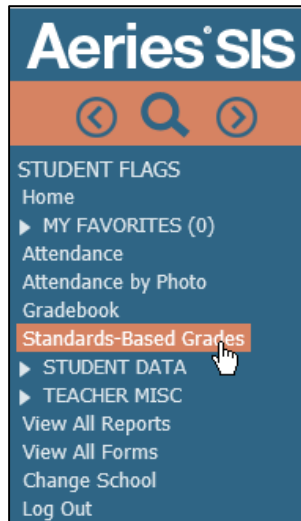 Aeries SIS
STUDENT FLAGS
Home
MY FAVORITES (0)
Attendance
Attendance by Photo
Gradebook
Standards-Based Grades
STUDENT DATA
TEACHER MISC
View All Reports
View All Forms
Change School
Log Out